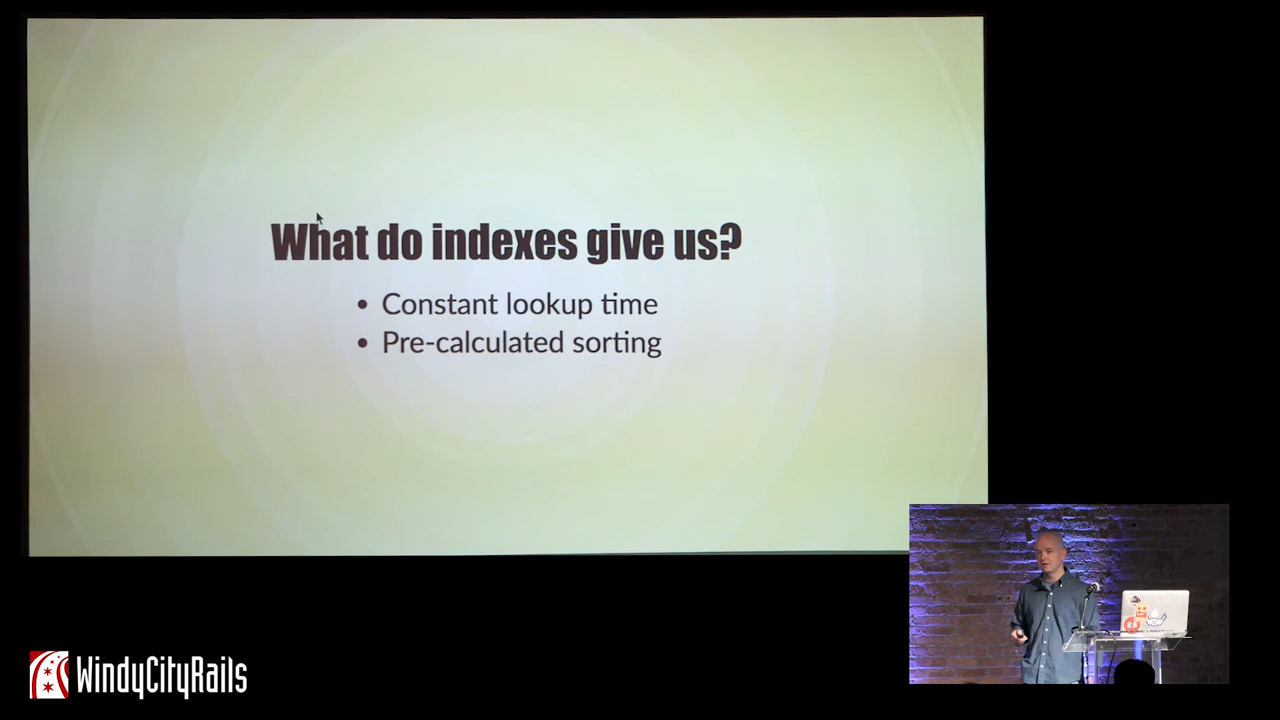 What do indexes give us?
• Constant lookup time
• Pre-calculated sorting
WindyCityRails